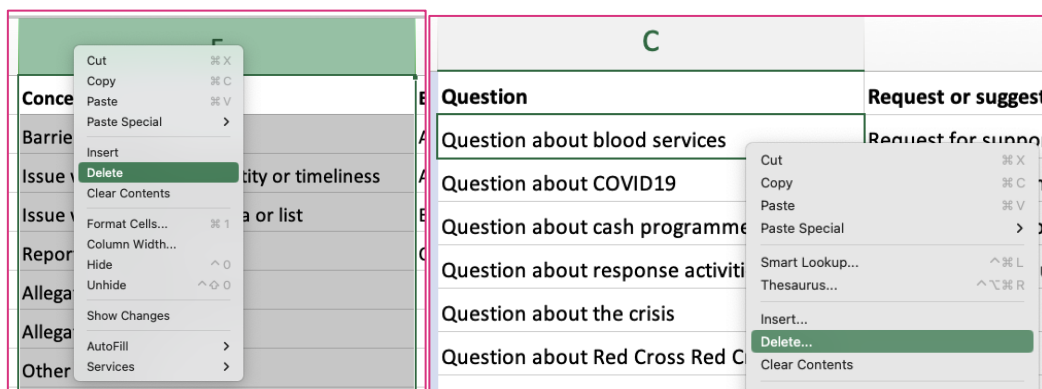 Conce
Barrie
Issue
tity or timeliness
Issue
a or list
Repor
Allega
Allega
Other
Cut ⌘ X
Copy ⌘ C
Paste ⌘ V
Paste Special >
Insert
Delete
Clear Contents
Format Cells... ⌘ 1
Column Width...
Hide ^ 0
Unhide ^ ⇧ 0
Show Changes
AutoFill >
Services >
C
Question
Request or suggest
Question about blood services
Request for suppo
Question about COVID19
Question about cash programme
Question about response activiti
Question about the crisis
Question about Red Cross Red C
Cut ⌘ X
Copy ⌘ C
Paste ⌘ V
Paste Special >
Smart Lookup... ^ ⌘ L
Thesaurus... ^ ⌥ ⌘ R
Insert...
Delete...
Clear Contents